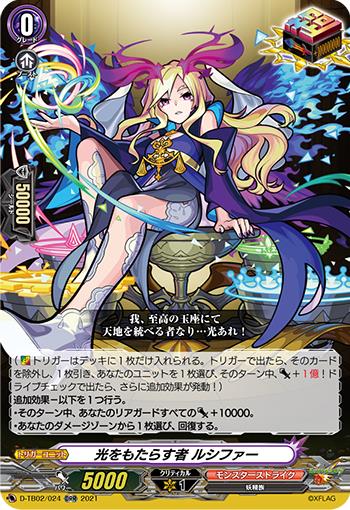 0
グレード
ブースト
シールド
50000
我、至高の玉座にて
天地を統べる者なり…光あれ！
（トリガーはデッキに１枚だけ入れられる。トリガーで出たら、そのカード
を除外し、１枚引き、あなたのユニットを１枚選び、そのターン中、＋１億！ド
ライブチェックで出たら、さらに追加効果が発動！）
追加効果－以下を１つ行う。
・そのターン中、あなたのリアガードすべての＋10000。
・あなたのダメージゾーンから１枚選び、回復する。
トリガーユニット
光をもたらす者 ルシファー
パワー
5000
クリティカル
1
モンスターストライク
妖精族
D-TB02/024 RR 2021
©XFLAG